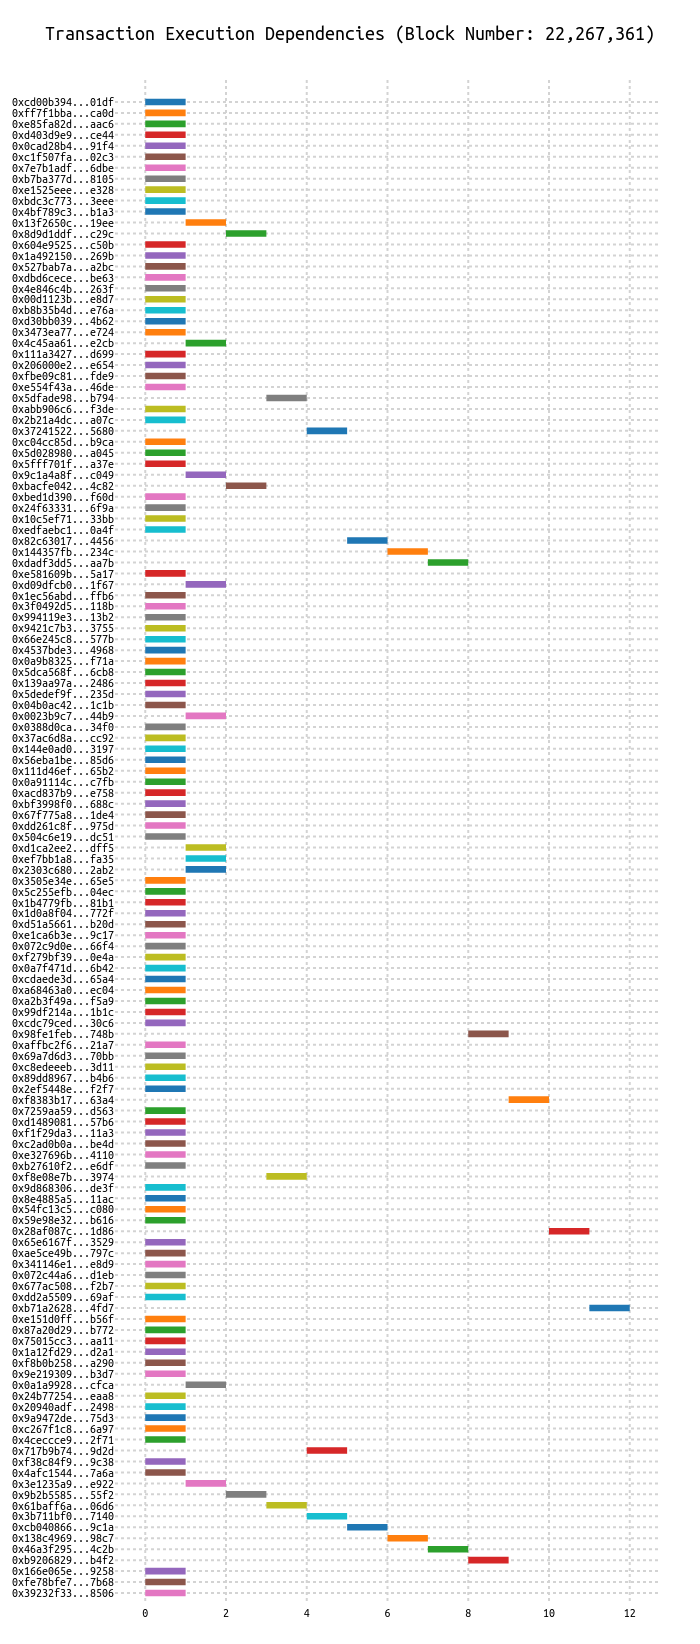 Transaction Execution Dependencies (Block Number: 22,267,361)
0xcd00b394...01df
0xff7f1bba...ca0d
0xe85fa82d...aac6
0xd403d9e9...ce44
0x0cad28b4...91f4
0xc1f507fa...02c3
0x7e7b1adf...6dbe
0xb7ba377d...8105
0xe1525eee...e328
0xbdc3c773...3eee
0x4bf789c3...b1a3
0x13f2650c...19ee
0x8d9d1ddf...c29c
0x604e9525...c50b
0x1a492150...269b
0x527bab7a...a2bc
0xdbd6cece...be63
0x4e846c4b...263f
0x00d1123b...e8d7
0xb8b35b4d...e76a
0xd30bb039...4b62
0x3473ea77...e724
0x4c45aa61...e2cb
0x111a3427...d699
0x206000e2...e654
0xfbe09c81...fde9
0xe554f43a...46de
0x5dfade98...b794
0xabb906c6...f3de
0x2b21a4dc...a07c
0x37241522...5680
0xc04cc85d...b9ca
0x5d028980...a045
0x5fff701f...a37e
0x9c1a4a8f...c049
0xbacfe042...4c82
0xbed1d390...f60d
0x24f63331...6f9a
0x10c5ef71...33bb
0xedfaebc1...0a4f
0x82c63017...4456
0x144357fb...234c
0xdadf3dd5...aa7b
0xe581609b...5a17
0xd09dfcb0...1f67
0x1ec56abd...ffb6
0x3f0492d5...118b
0x994119e3...13b2
0x9421c7b3...3755
0x66e245c8...577b
0x4537bde3...4968
0x0a9b8325...f71a
0x5dca568f...6cb8
0x139aa97a...2486
0x5dedef9f...235d
0x04b0ac42...1c1b
0x0023b9c7...44b9
0x0388d0ca...34f0
0x37ac6d8a...cc92
0x144e0ad0...3197
0x56eba1be...85d6
0x111d46ef...65b2
0x0a91114c...c7fb
0xacd837b9...e758
0xbf3998f0...688c
0x67f775a8...1de4
0xdd261c8f...975d
0x504c6e19...dc51
0xd1ca2ee2...dff5
0xef7bb1a8...fa35
0x2303c680...2ab2
0x3505e34e...65e5
0x5c255efb...04ec
0x1b4779fb...81b1
0x1d0a8f04...772f
0xd51a5661...b20d
0xe1ca6b3e...9c17
0x072c9d0e...66f4
0xf279bf39...0e4a
0x0a7f471d...6b42
0xcdaede3d...65a4
0xa68463a0...ec04
0xa2b3f49a...f5a9
0x99df214a...1b1c
0xcdc79ced...30c6
0x98fe1feb...748b
0xaffbc2f6...21a7
0x69a7d6d3...70bb
0xc8edeeeb...3d11
0x89dd8967...b4b6
0x2ef5448e...f2f7
0xf8383b17...63a4
0x7259aa59...d563
0xd1489081...57b6
0xf1f29da3...11a3
0xc2ad0b0a...be4d
0xe327696b...4110
0xb27610f2...e6df
0xf8e08e7b...3974
0x9d868306...de3f
0x8e4885a5...11ac
0x54fc13c5...c080
0x59e98e32...b616
0x28af087c...1d86
0x65e6167f...3529
0xae5ce49b...797c
0x341146e1...e8d9
0x072c44a6...d1eb
0x677ac508...f2b7
0xdd2a5509...69af
0xb71a2628...4fd7
0xe151d0ff...b56f
0x87a20d29...b772
0x75015cc3...aa11
0x1a12fd29...d2a1
0xf8b0b258...a290
0x9e219309...b3d7
0x0a1a9928...cfca
0x24b77254...eaa8
0x20940adf...2498
0x9a9472de...75d3
0xc267f1c8...6a97
0x4ceccce9...2f71
0x717b9b74...9d2d
0xf38c84f9...9c38
0x4afc1544...7a6a
0x3e1235a9...e922
0x9b2b5585...55f2
0x61baff6a...06d6
0x3b711bf0...7140
0xcb040866...9c1a
0x138c4969...98c7
0x46a3f295...4c2b
0xb9206829...b4f2
0x166e065e...9258
0xfe78bfe7...7b68
0x39232f33...8506
0 2 4 6 8 10 12